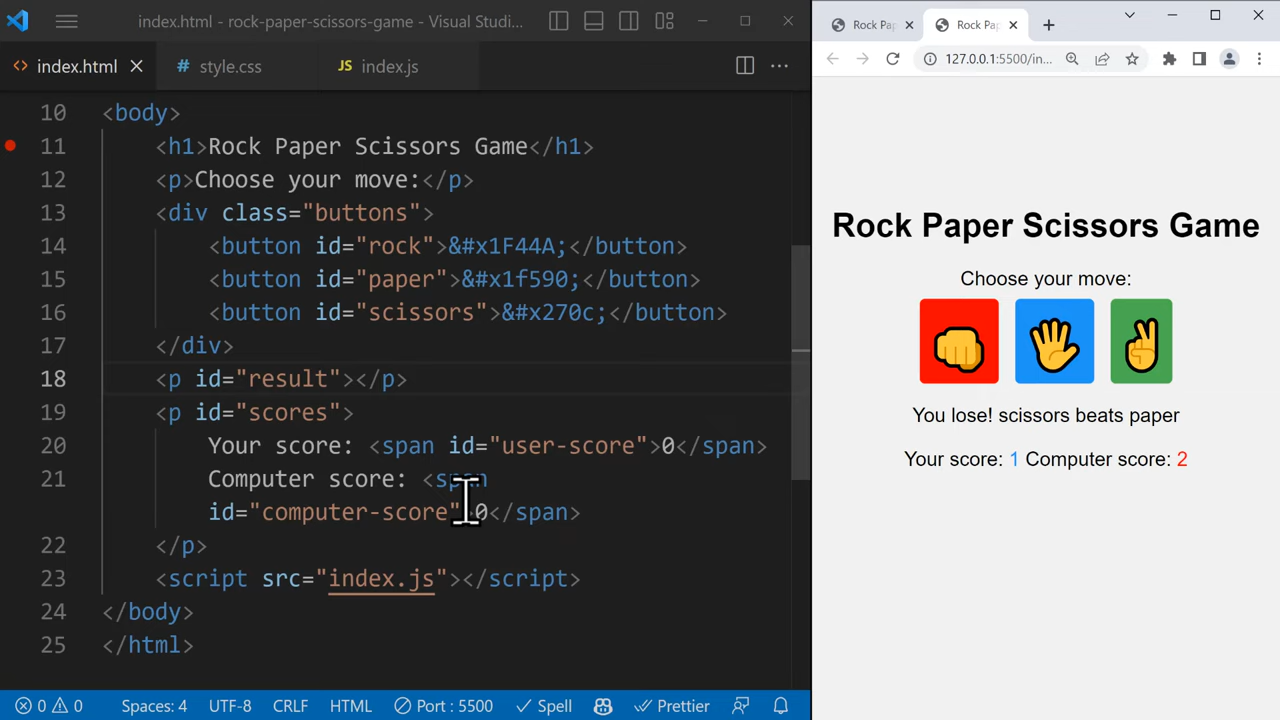 index.html - rock-paper-scissors-game - Visual Studi...
index.html
style.css
JS index.js
10 <body>
11 <h1>Rock Paper Scissors Game</h1>
12 <p>Choose your move:</p>
13 <div class="buttons">
14 <button id="rock">&#x1F44A;</button>
15 <button id="paper">&#x1f590;</button>
16 <button id="scissors">&#x270c;</button>
17 </div>
18 <p id="result"></p>
19 <p id="scores">
20 Your score: <span id="user-score">0</span>
21 Computer score: <span
id="computer-score">0</span>
22 </p>
23 <script src="index.js"></script>
24 </body>
25 </html>
0 0 Spaces: 4 UTF-8 CRLF HTML Port : 5500 Spell Prettier
Rock Pap
Rock Pap
127.0.0.1:5500/in...
Rock Paper Scissors Game
Choose your move:
You lose! scissors beats paper
Your score: 1 Computer score: 2